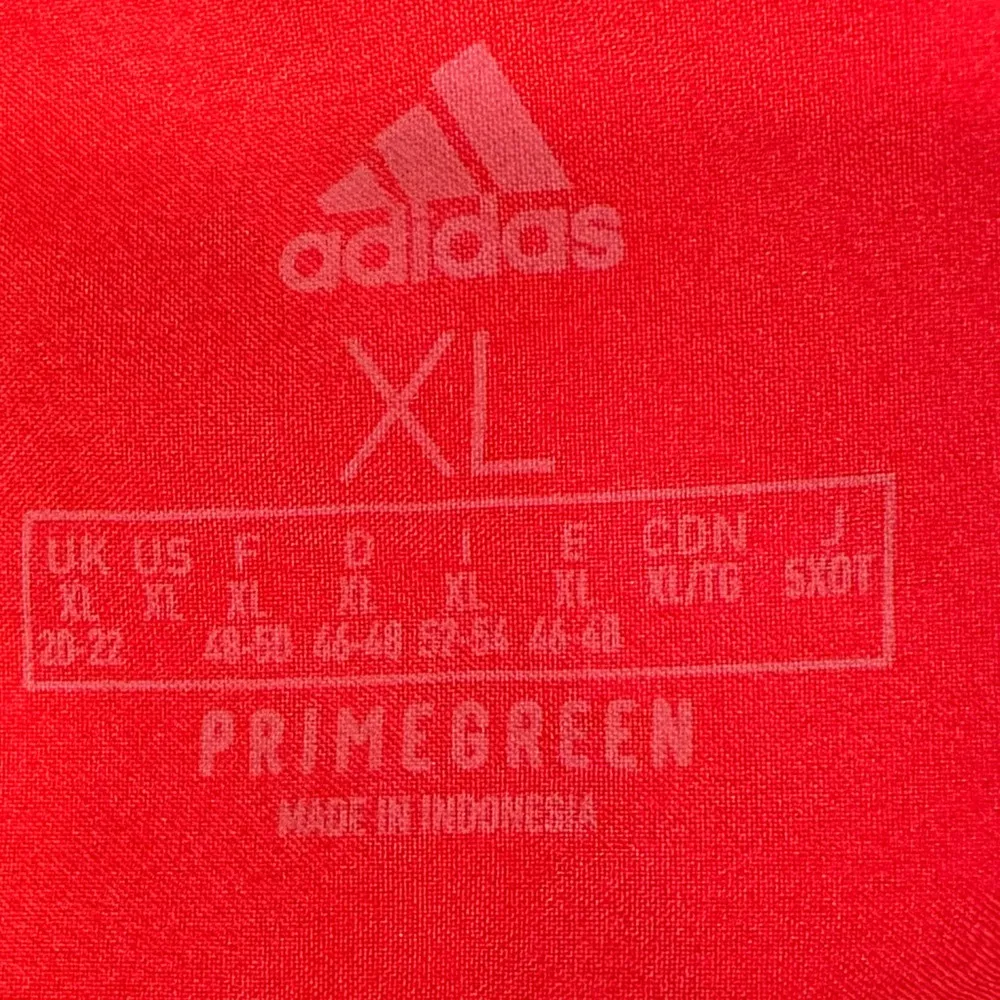 adidas
XL
UK US F D I E CDN J
XL XL XL XL XL XL XL/TG SXOT
20-22 48-50 46-48 52-54 46-48
PRIMEGREEN
MADE IN INDONESIA